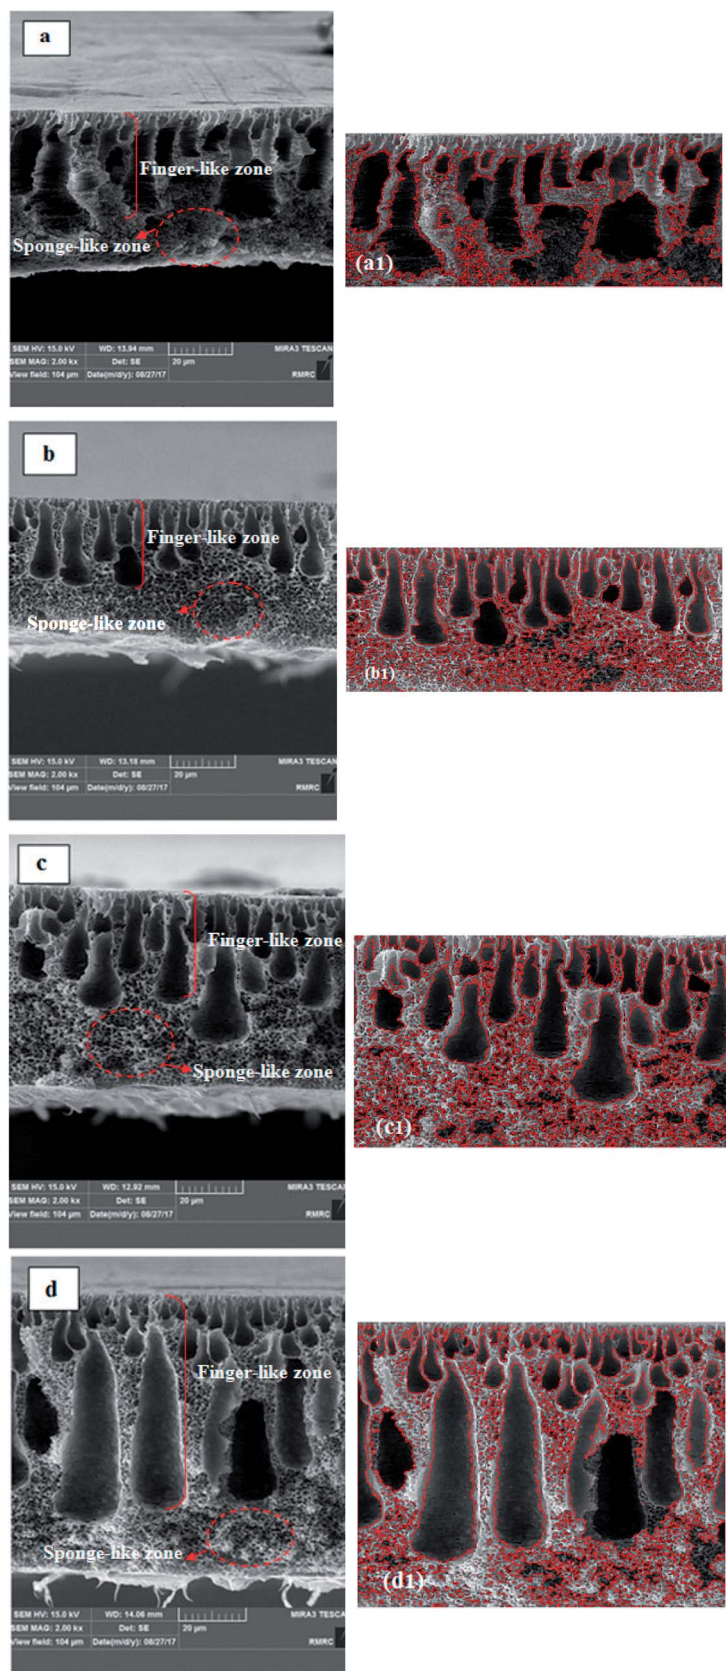 a
Finger-like zone
Sponge-like zone
(a1)
SEM HV: 15.0 kV WD: 13.94 mm MIRA3 TESCAN
SEM MAG: 2.00 kx Det: SE 20 µm
View field: 104 µm Date(m/d/y): 08/27/17 RMRC
b
Finger-like zone
Sponge-like zone
(b1)
SEM HV: 15.0 kV WD: 13.18 mm MIRA3 TESCAN
SEM MAG: 2.00 kx Det: SE 20 µm
View field: 104 µm Date(m/d/y): 08/27/17 RMRC
c
Finger-like zone
Sponge-like zone
(c1)
SEM HV: 15.0 kV WD: 12.92 mm MIRA3 TESCAN
SEM MAG: 2.00 kx Det: SE 20 µm
View field: 104 µm Date(m/d/y): 08/27/17 RMRC
d
Finger-like zone
Sponge-like zone
(d1)
SEM HV: 15.0 kV WD: 14.06 mm MIRA3 TESCAN
SEM MAG: 2.00 kx Det: SE 20 µm
View field: 104 µm Date(m/d/y): 08/27/17 RMRC